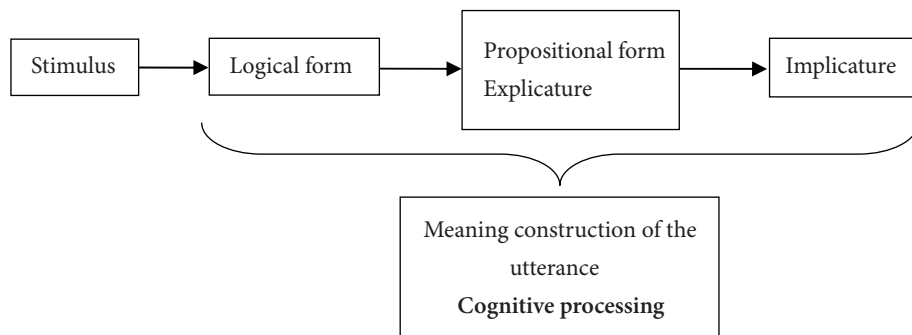 Stimulus
Logical form
Propositional form
Explicature
Implicature
Meaning construction of the
utterance
Cognitive processing